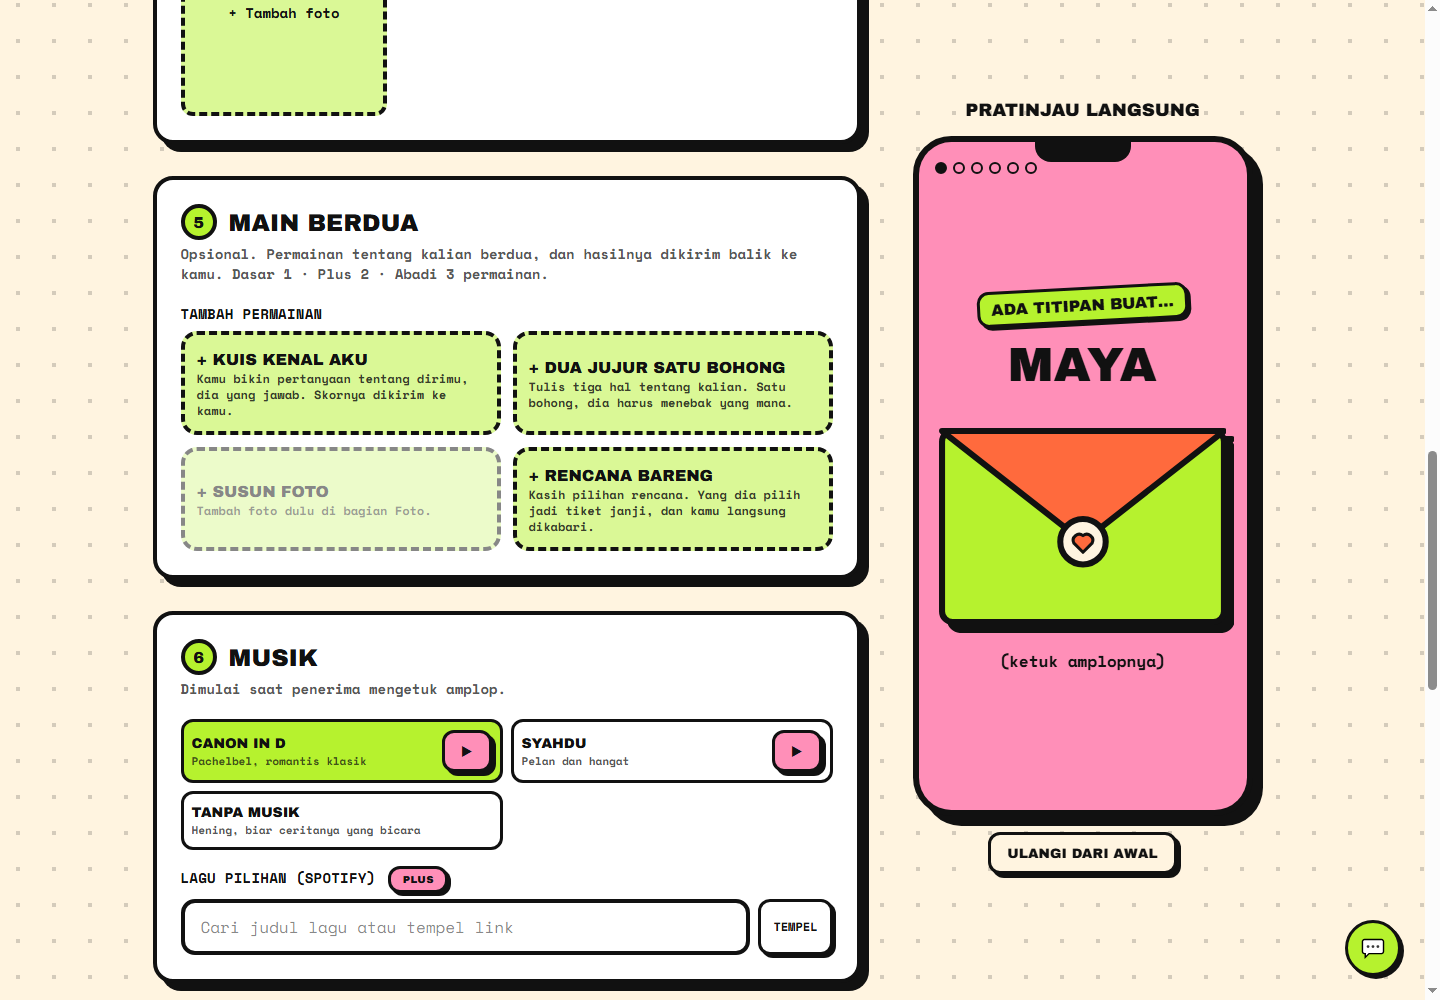 + Tambah foto
5
MAIN BERDUA
Opsional. Permainan tentang kalian berdua, dan hasilnya dikirim balik ke
kamu. Dasar 1 · Plus 2 · Abadi 3 permainan.
TAMBAH PERMAINAN
+ KUIS KENAL AKU
Kamu bikin pertanyaan tentang dirimu,
dia yang jawab. Skornya dikirim ke
kamu.
+ DUA JUJUR SATU BOHONG
Tulis tiga hal tentang kalian. Satu
bohong, dia harus menebak yang mana.
+ SUSUN FOTO
Tambah foto dulu di bagian Foto.
+ RENCANA BARENG
Kasih pilihan rencana. Yang dia pilih
jadi tiket janji, dan kamu langsung
dikabari.
6
MUSIK
Dimulai saat penerima mengetuk amplop.
CANON IN D
Pachelbel, romantis klasik
SYAHDU
Pelan dan hangat
TANPA MUSIK
Hening, biar ceritanya yang bicara
LAGU PILIHAN (SPOTIFY)
PLUS
Cari judul lagu atau tempel link
TEMPEL
PRATINJAU LANGSUNG
ADA TITIPAN BUAT...
MAYA
(ketuk amplopnya)
ULANGI DARI AWAL